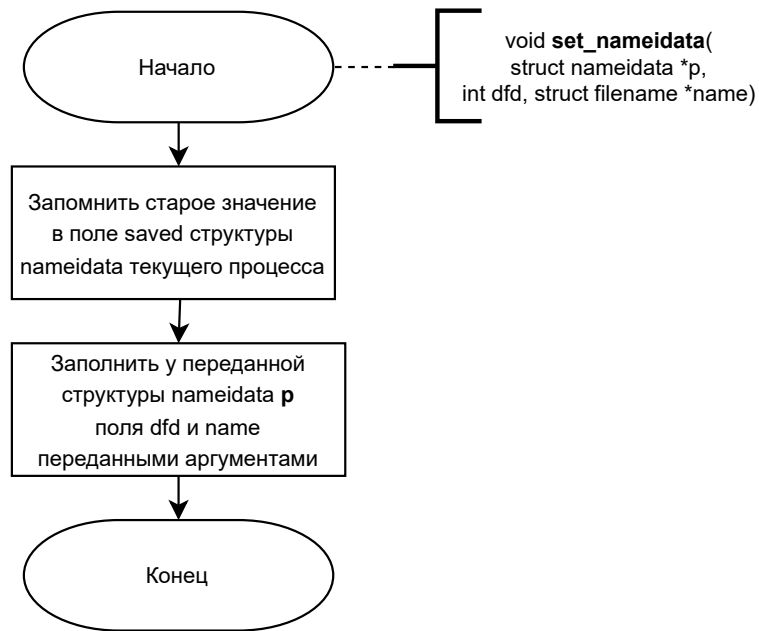 Начало
void set_nameidata(
struct nameidata *p,
int dfd, struct filename *name)
Запомнить старое значение
в поле saved структуры
nameidata текущего процесса
Заполнить у переданной
структуры nameidata p
поля dfd и name
переданными аргументами
Конец